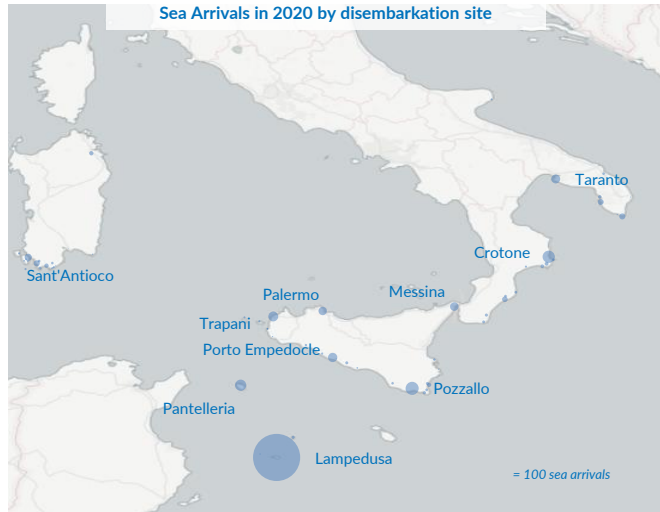 Sea Arrivals in 2020 by disembarkation site
Taranto
Crotone
Sant'Antioco
Palermo
Messina
Trapani
Porto Empedocle
Pozzallo
Pantelleria
Lampedusa
= 100 sea arrivals